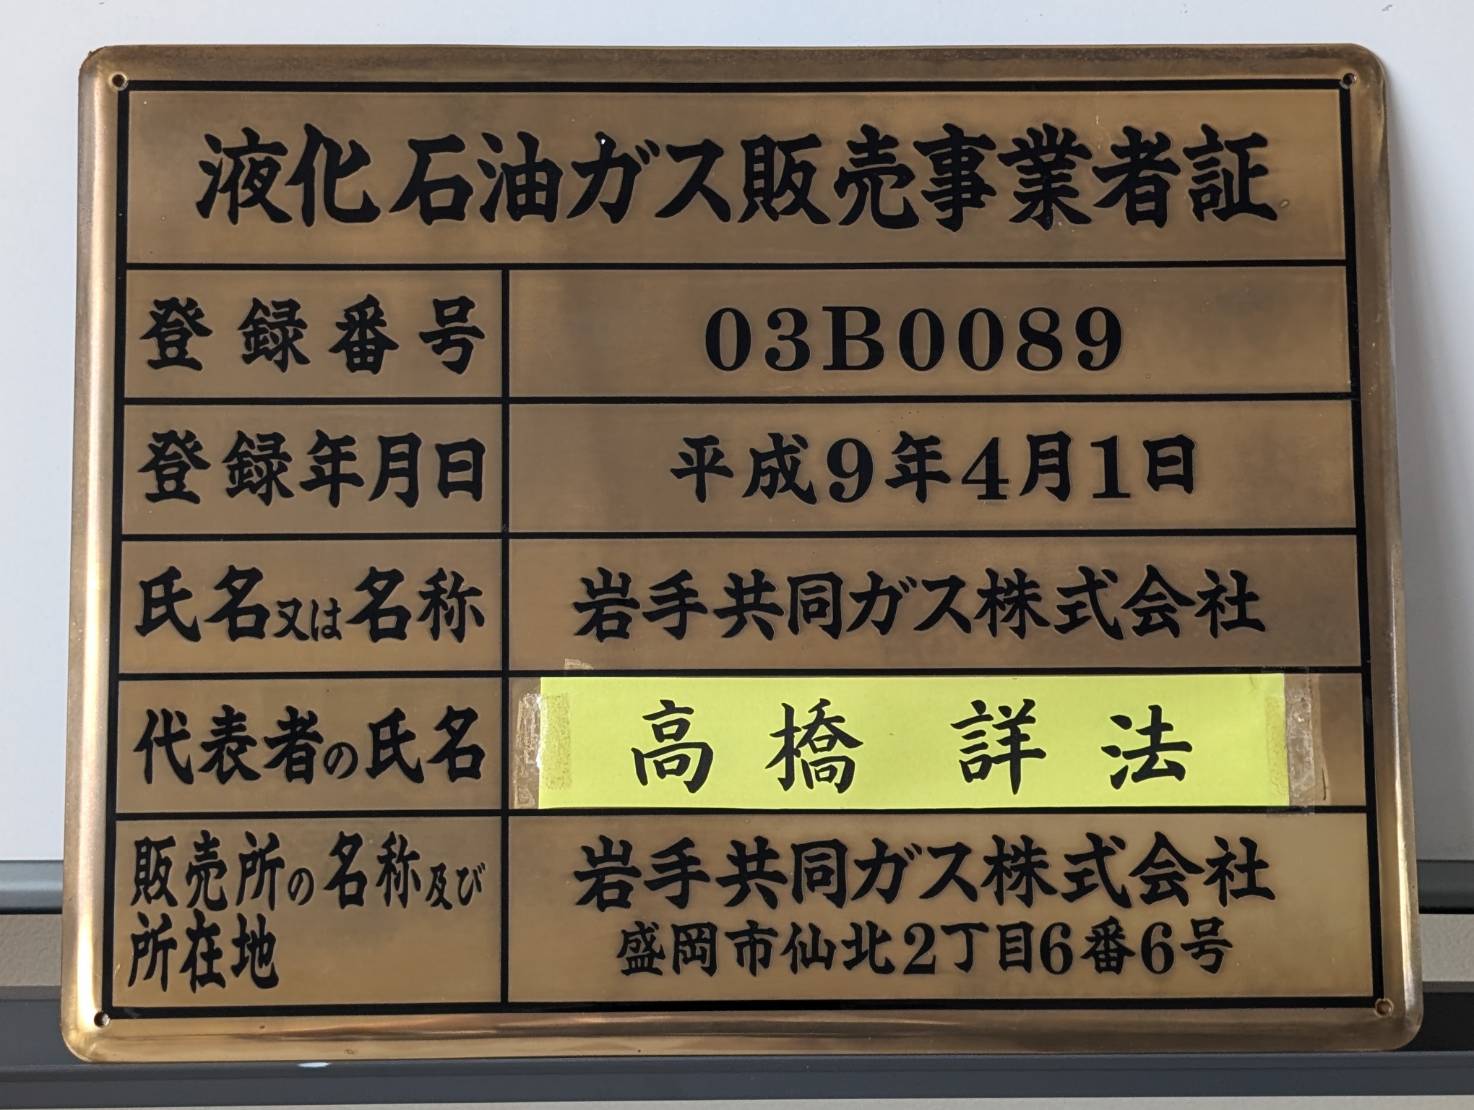 液化石油ガス販売事業者証
登録番号 03B0089
登録年月日 平成9年4月1日
氏名又は名称 岩手共同ガス株式会社
代表者の氏名 高橋 詳法
販売所の名称及び
所在地
岩手共同ガス株式会社
盛岡市仙北2丁目6番6号